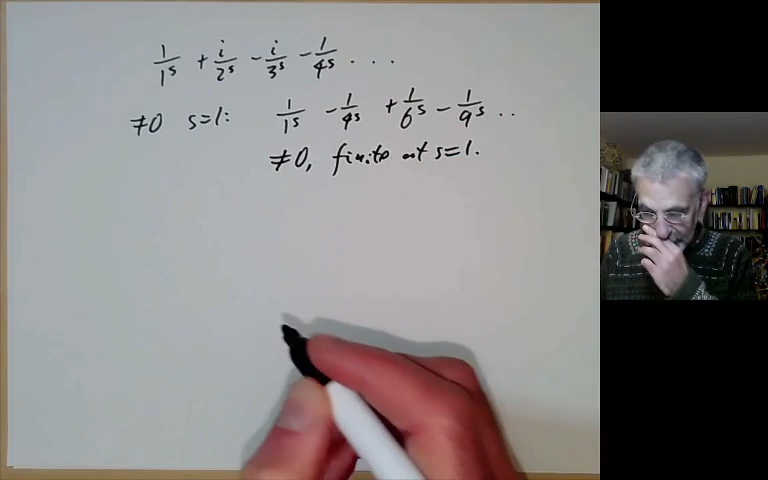 1/1^s + i/2^s - i/3^s - 1/4^s . . .
≠0 s=1: 1/1^s - 1/4^s + 1/6^s - 1/9^s ..
≠0, finite at s=1.